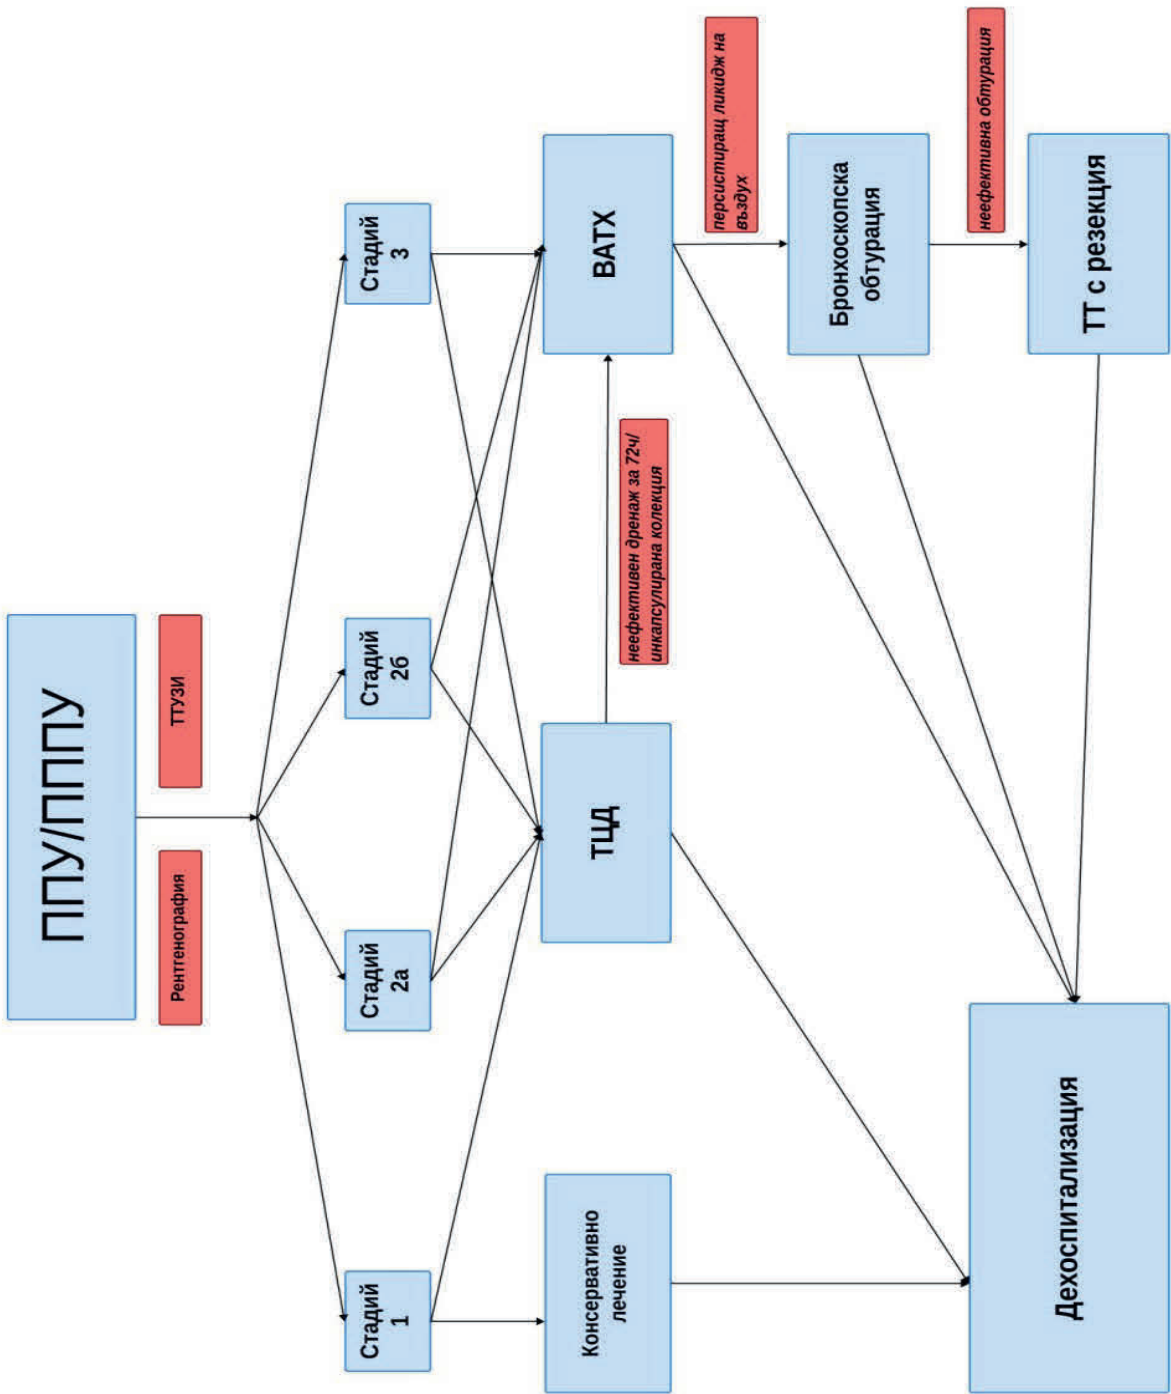 ППУ/ПППУ
Рентгенография
ТТУЗИ
Стадий
1
Стадий
2а
Стадий
2б
Стадий
3
Консервативно
лечение
ТЦД
неефективен дренаж за 72ч/
инкапсулирана колекция
ВАТХ
персистиращ ликидж на
въздух
Бронхоскопска
обтурация
неефективна обтурация
ТТ с резекция
Дехоспитализация